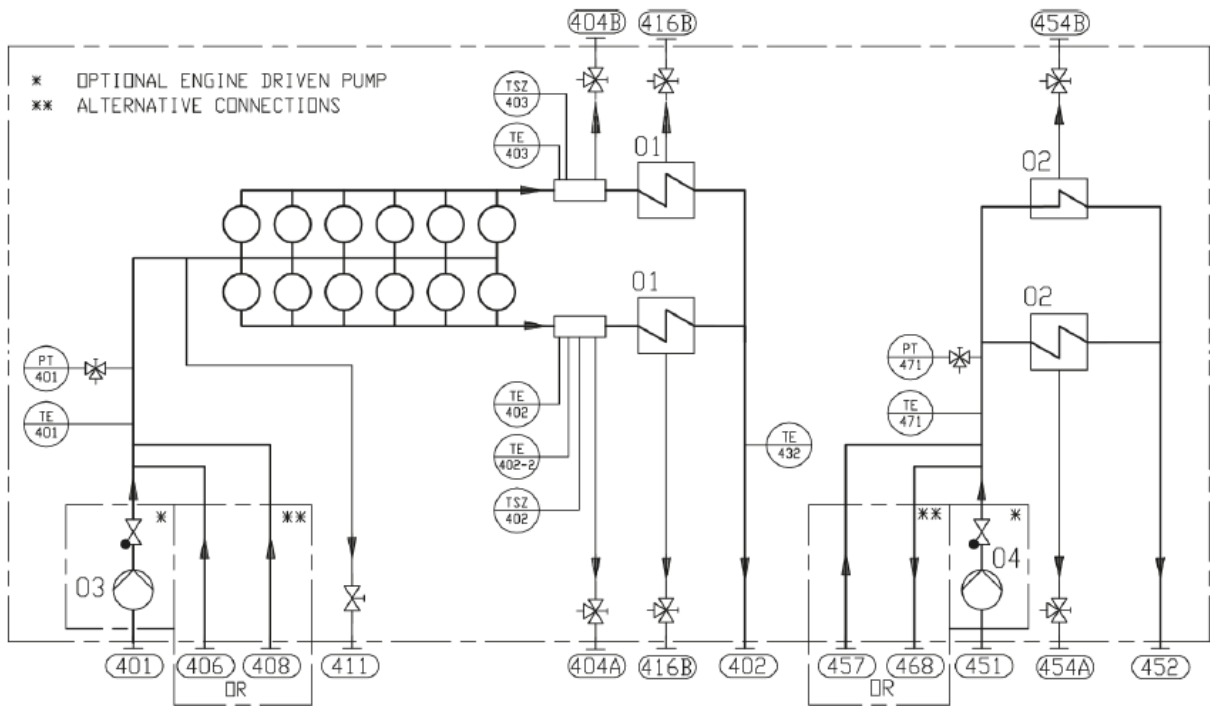 404B 416B 454B
* OPTIONAL ENGINE DRIVEN PUMP
** ALTERNATIVE CONNECTIONS
TSZ
403
TE
403
01
02
01
02
PT
401
PT
471
TE
402
TE
401
TE
471
TE
402-2
TE
432
TSZ
402
*
**
**
*
03
04
401 406 408 411 404A 416B 402 457 468 451 454A 452
OR
OR